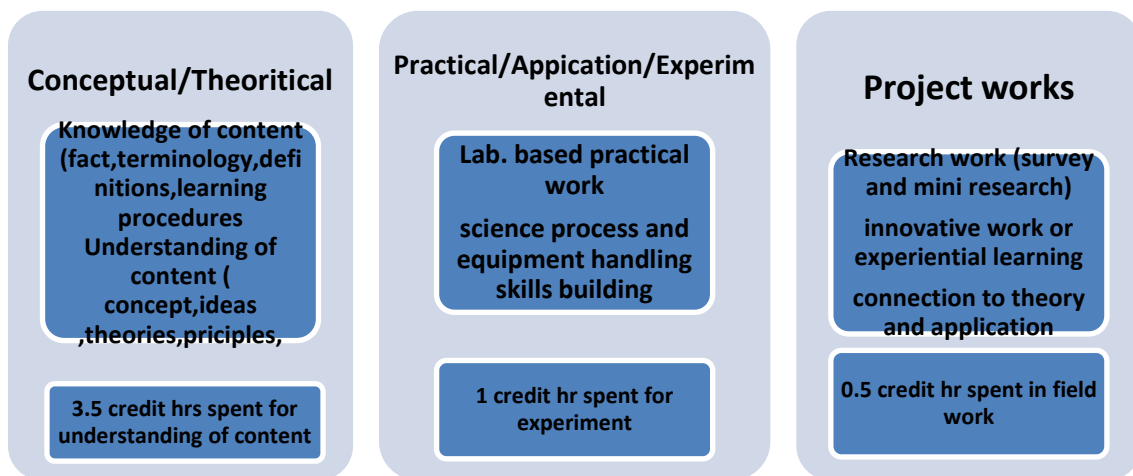 Conceptual/Theoritical
Knowledge of content
(fact,terminology,defi
nitions,learning
procedures
Understanding of
content (
concept,ideas
,theories,priciples,
3.5 credit hrs spent for
understanding of content
Practical/Appication/Experim
ental
Lab. based practical
work
science process and
equipment handling
skills building
1 credit hr spent for
experiment
Project works
Research work (survey
and mini research)
innovative work or
experiential learning
connection to theory
and application
0.5 credit hr spent in field
work